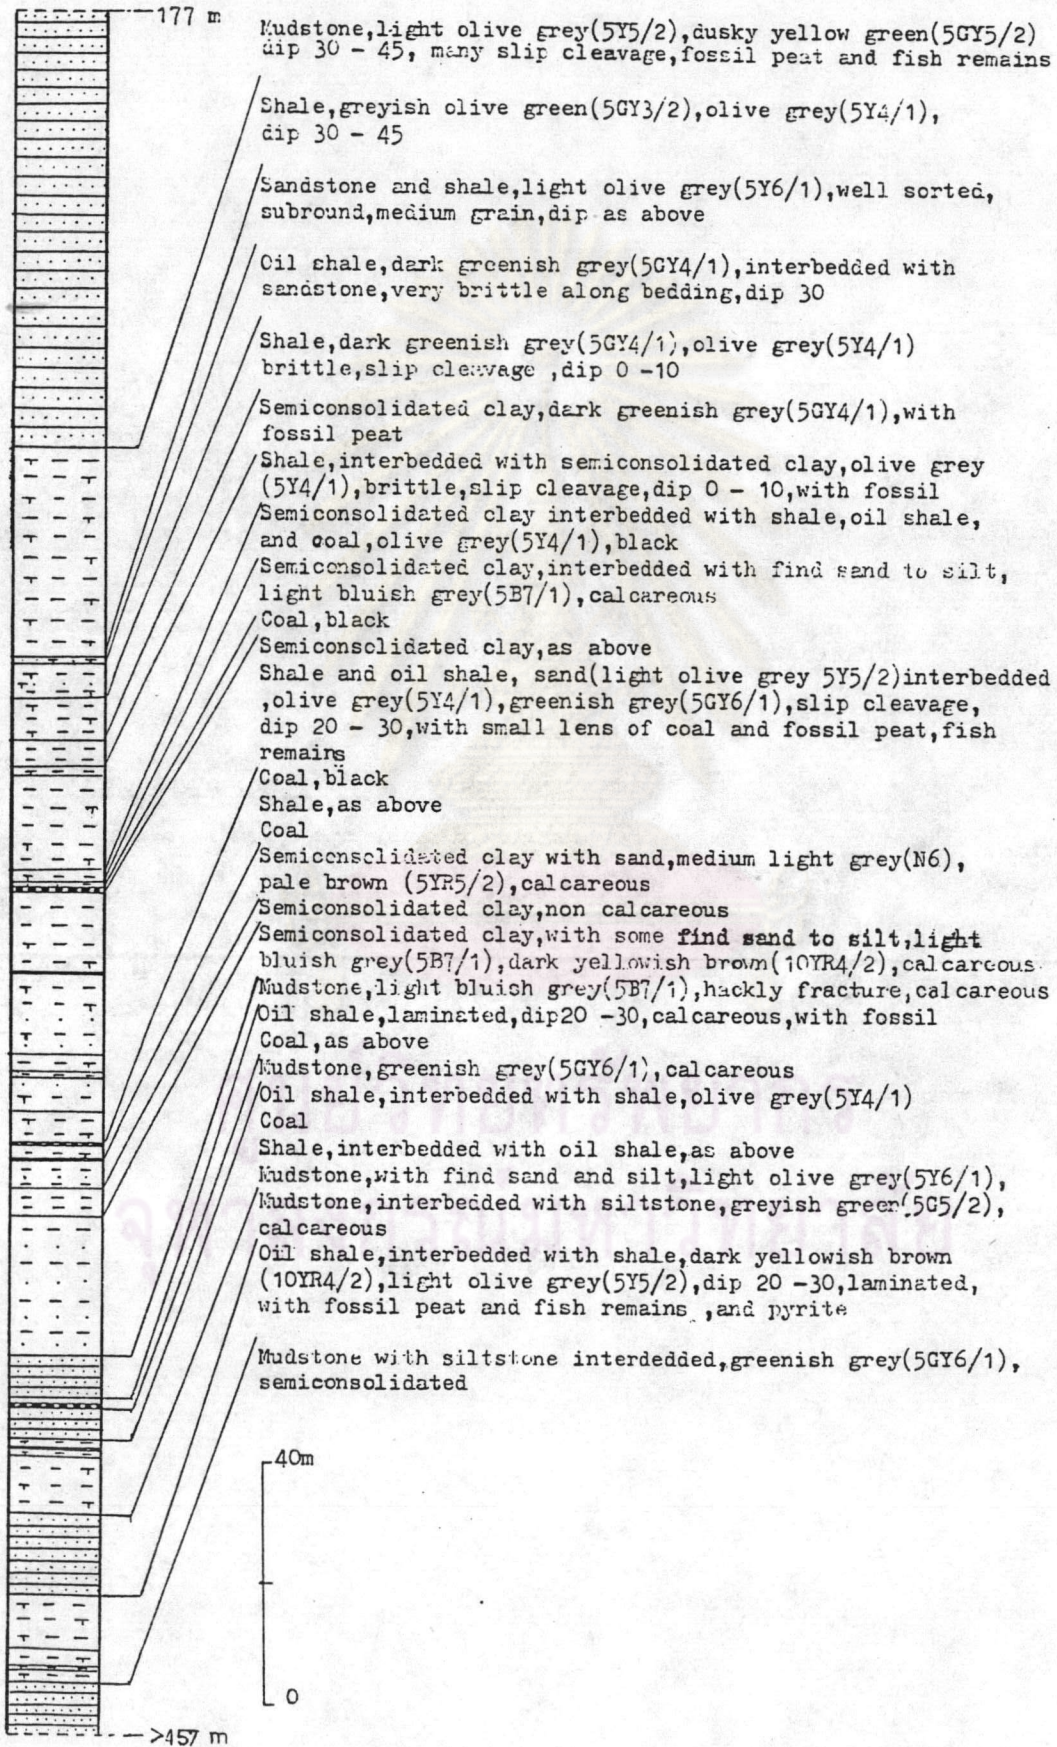 177 m
Mudstone,light olive grey(5Y5/2),dusky yellow green(5GY5/2)
dip 30 - 45, many slip cleavage,fossil peat and fish remains
Shale,greyish olive green(5GY3/2),olive grey(5Y4/1),
dip 30 - 45
Sandstone and shale,light olive grey(5Y6/1),well sorted,
subround,medium grain,dip as above
Oil shale,dark greenish grey(5GY4/1),interbedded with
sandstone,very brittle along bedding,dip 30
Shale,dark greenish grey(5GY4/1),olive grey(5Y4/1)
brittle,slip cleavage ,dip 0 -10
Semiconsolidated clay,dark greenish grey(5GY4/1),with
fossil peat
Shale,interbedded with semiconsolidated clay,olive grey
(5Y4/1),brittle,slip cleavage,dip 0 - 10,with fossil
Semiconsolidated clay interbedded with shale,oil shale,
and coal,olive grey(5Y4/1),black
Semiconsolidated clay,interbedded with find sand to silt,
light bluish grey(5B7/1),calcareous
Coal,black
Semiconsolidated clay,as above
Shale and oil shale, sand(light olive grey 5Y5/2)interbedded
,olive grey(5Y4/1),greenish grey(5GY6/1),slip cleavage,
dip 20 - 30,with small lens of coal and fossil peat,fish
remains
Coal,black
Shale,as above
Coal
Semiconsolidated clay with sand,medium light grey(N6),
pale brown (5YR5/2),calcareous
Semiconsolidated clay,non calcareous
Semiconsolidated clay,with some find sand to silt,light
bluish grey(5B7/1),dark yellowish brown(10YR4/2),calcareous
Mudstone,light bluish grey(5B7/1),hackly fracture,calcareous
Oil shale,laminated,dip20 -30,calcareous,with fossil
Coal,as above
Mudstone,greenish grey(5GY6/1),calcareous
Oil shale,interbedded with shale,olive grey(5Y4/1)
Coal
Shale,interbedded with oil shale,as above
Mudstone,with find sand and silt,light olive grey(5Y6/1),
Mudstone,interbedded with siltstone,greyish green(5G5/2),
calcareous
Oil shale,interbedded with shale,dark yellowish brown
(10YR4/2),light olive grey(5Y5/2),dip 20 -30,laminated,
with fossil peat and fish remains ,and pyrite
Mudstone with siltstone interdedded,greenish grey(5GY6/1),
semiconsolidated
40m
0
>457 m